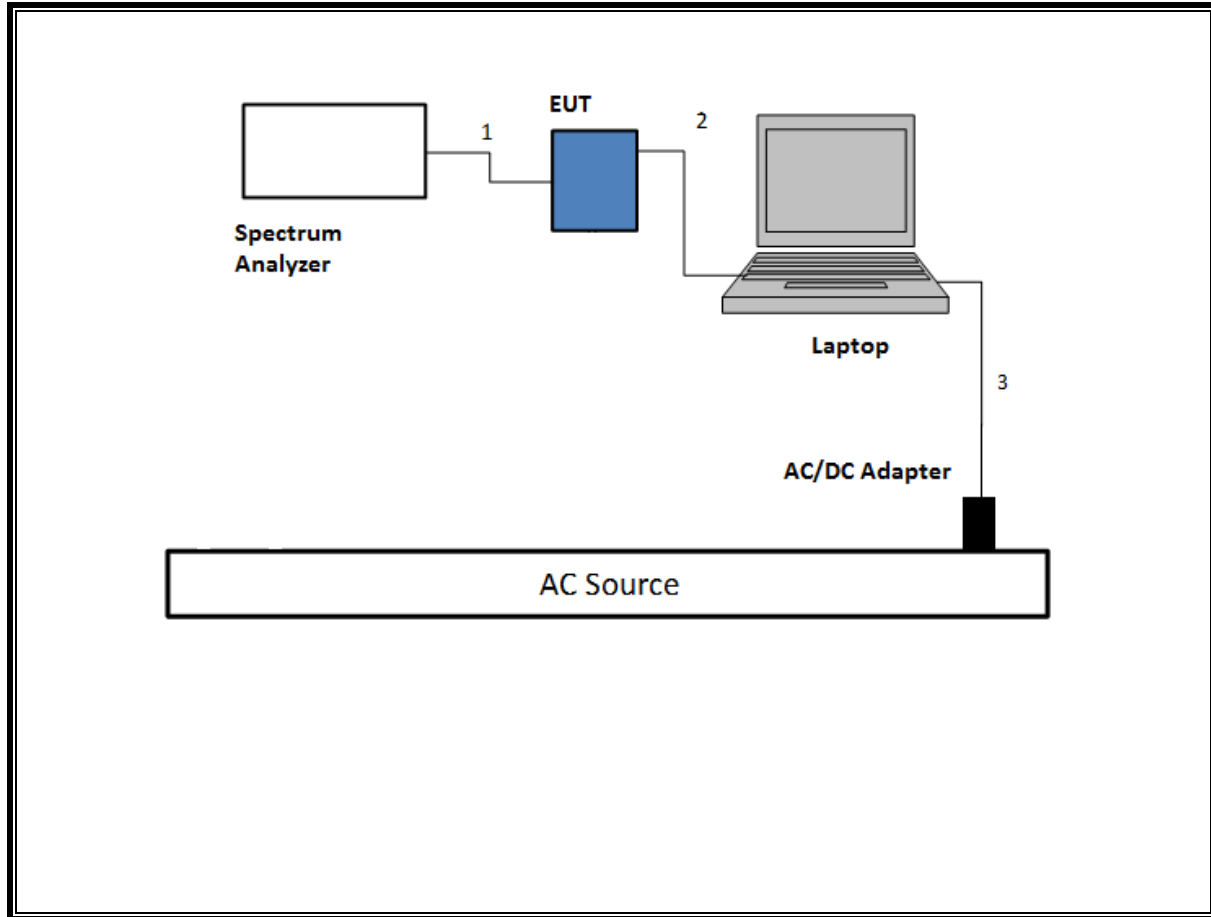 EUT
1
2
Spectrum
Analyzer
Laptop
3
AC/DC Adapter
AC Source